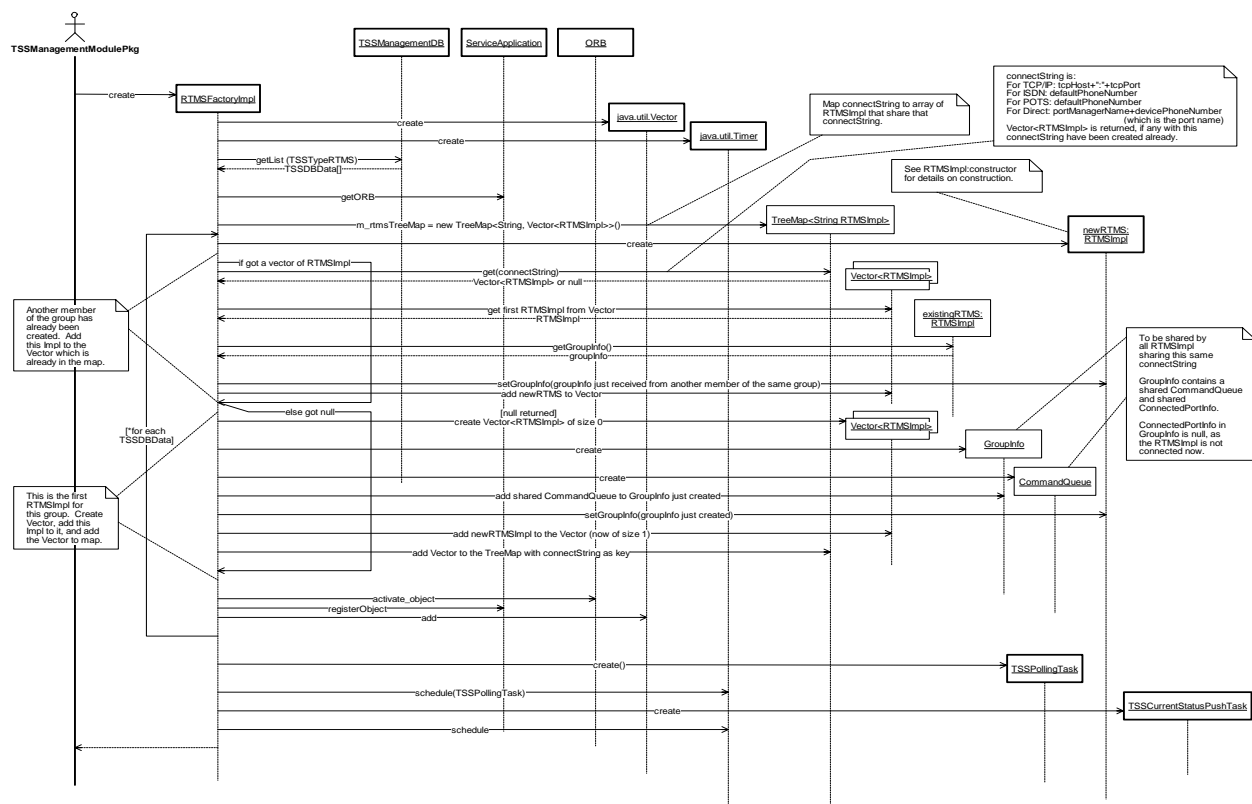 TSSManagementModulePkg
TSSManagementDB
ServiceApplication
ORB
create
RTMSFactoryImpl
connectString is:
For TCP/IP: tcpHost+":"+tcpPort
For ISDN: defaultPhoneNumber
For POTS: defaultPhoneNumber
For Direct: portManagerName+devicePhoneNumber
(which is the port name)
Vector<RTMSImpl> is returned, if any with this
connectString have been created already.
Map connectString to array of
RTMSImpl that share that
connectString.
create
java.util.Vector
create
java.util.Timer
getList (TSSTypeRTMS)
TSSDBData[]
See RTMSImpl:constructor
for details on construction.
getORB
m_rtmsTreeMap = new TreeMap<String, Vector<RTMSImpl>>()
TreeMap<String RTMSImpl>
create
newRTMS:
RTMSImpl
if got a vector of RTMSImpl
get(connectString)
Vector<RTMSImpl> or null
Vector<RTMSImpl>
Another member
of the group has
already been
created.  Add
this Impl to the
Vector which is
already in the map.
get first RTMSImpl from Vector
RTMSImpl
existingRTMS:
RTMSImpl
getGroupInfo()
groupInfo
To be shared by
all RTMSImpl
sharing this same
connectString
GroupInfo contains a
shared CommandQueue
and shared
ConnectedPortInfo.
ConnectedPortInfo in
GroupInfo is null, as
the RTMSImpl is not
connected now.
setGroupInfo(groupInfo just received from another member of the same group)
add newRTMS to Vector
else got null
[null returned]
create Vector<RTMSImpl> of size 0
Vector<RTMSImpl>
[*for each
TSSDBData]
create
GroupInfo
create
CommandQueue
This is the first
RTMSImpl for
this group.  Create
Vector, add this
Impl to it, and add
the Vector to map.
add shared CommandQueue to GroupInfo just created
setGroupInfo(groupInfo just created)
add newRTMSImpl to the Vector (now of size 1)
add Vector to the TreeMap with connectString as key
activate_object
registerObject
add
create()
TSSPollingTask
schedule(TSSPollingTask)
create
TSSCurrentStatusPushTask
schedule